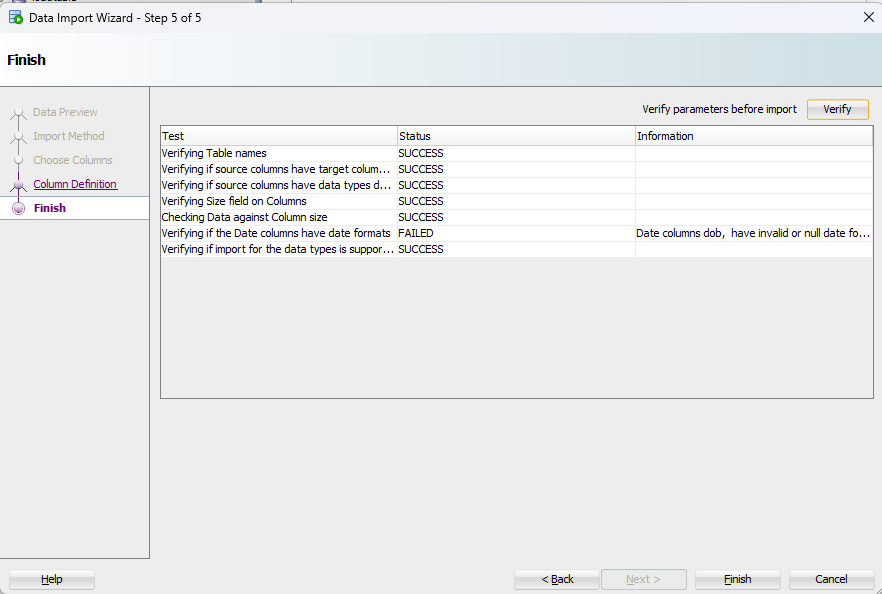 Data Import Wizard - Step 5 of 5
Finish
Data Preview
Import Method
Choose Columns
Column Definition
Finish
Verify parameters before import Verify
Test Status Information
Verifying Table names SUCCESS
Verifying if source columns have target colum... SUCCESS
Verifying if source columns have data types d... SUCCESS
Verifying Size field on Columns SUCCESS
Checking Data against Column size SUCCESS
Verifying if the Date columns have date formats FAILED Date columns dob, have invalid or null date fo...
Verifying if import for the data types is suppor... SUCCESS
Help < Back Next > Finish Cancel